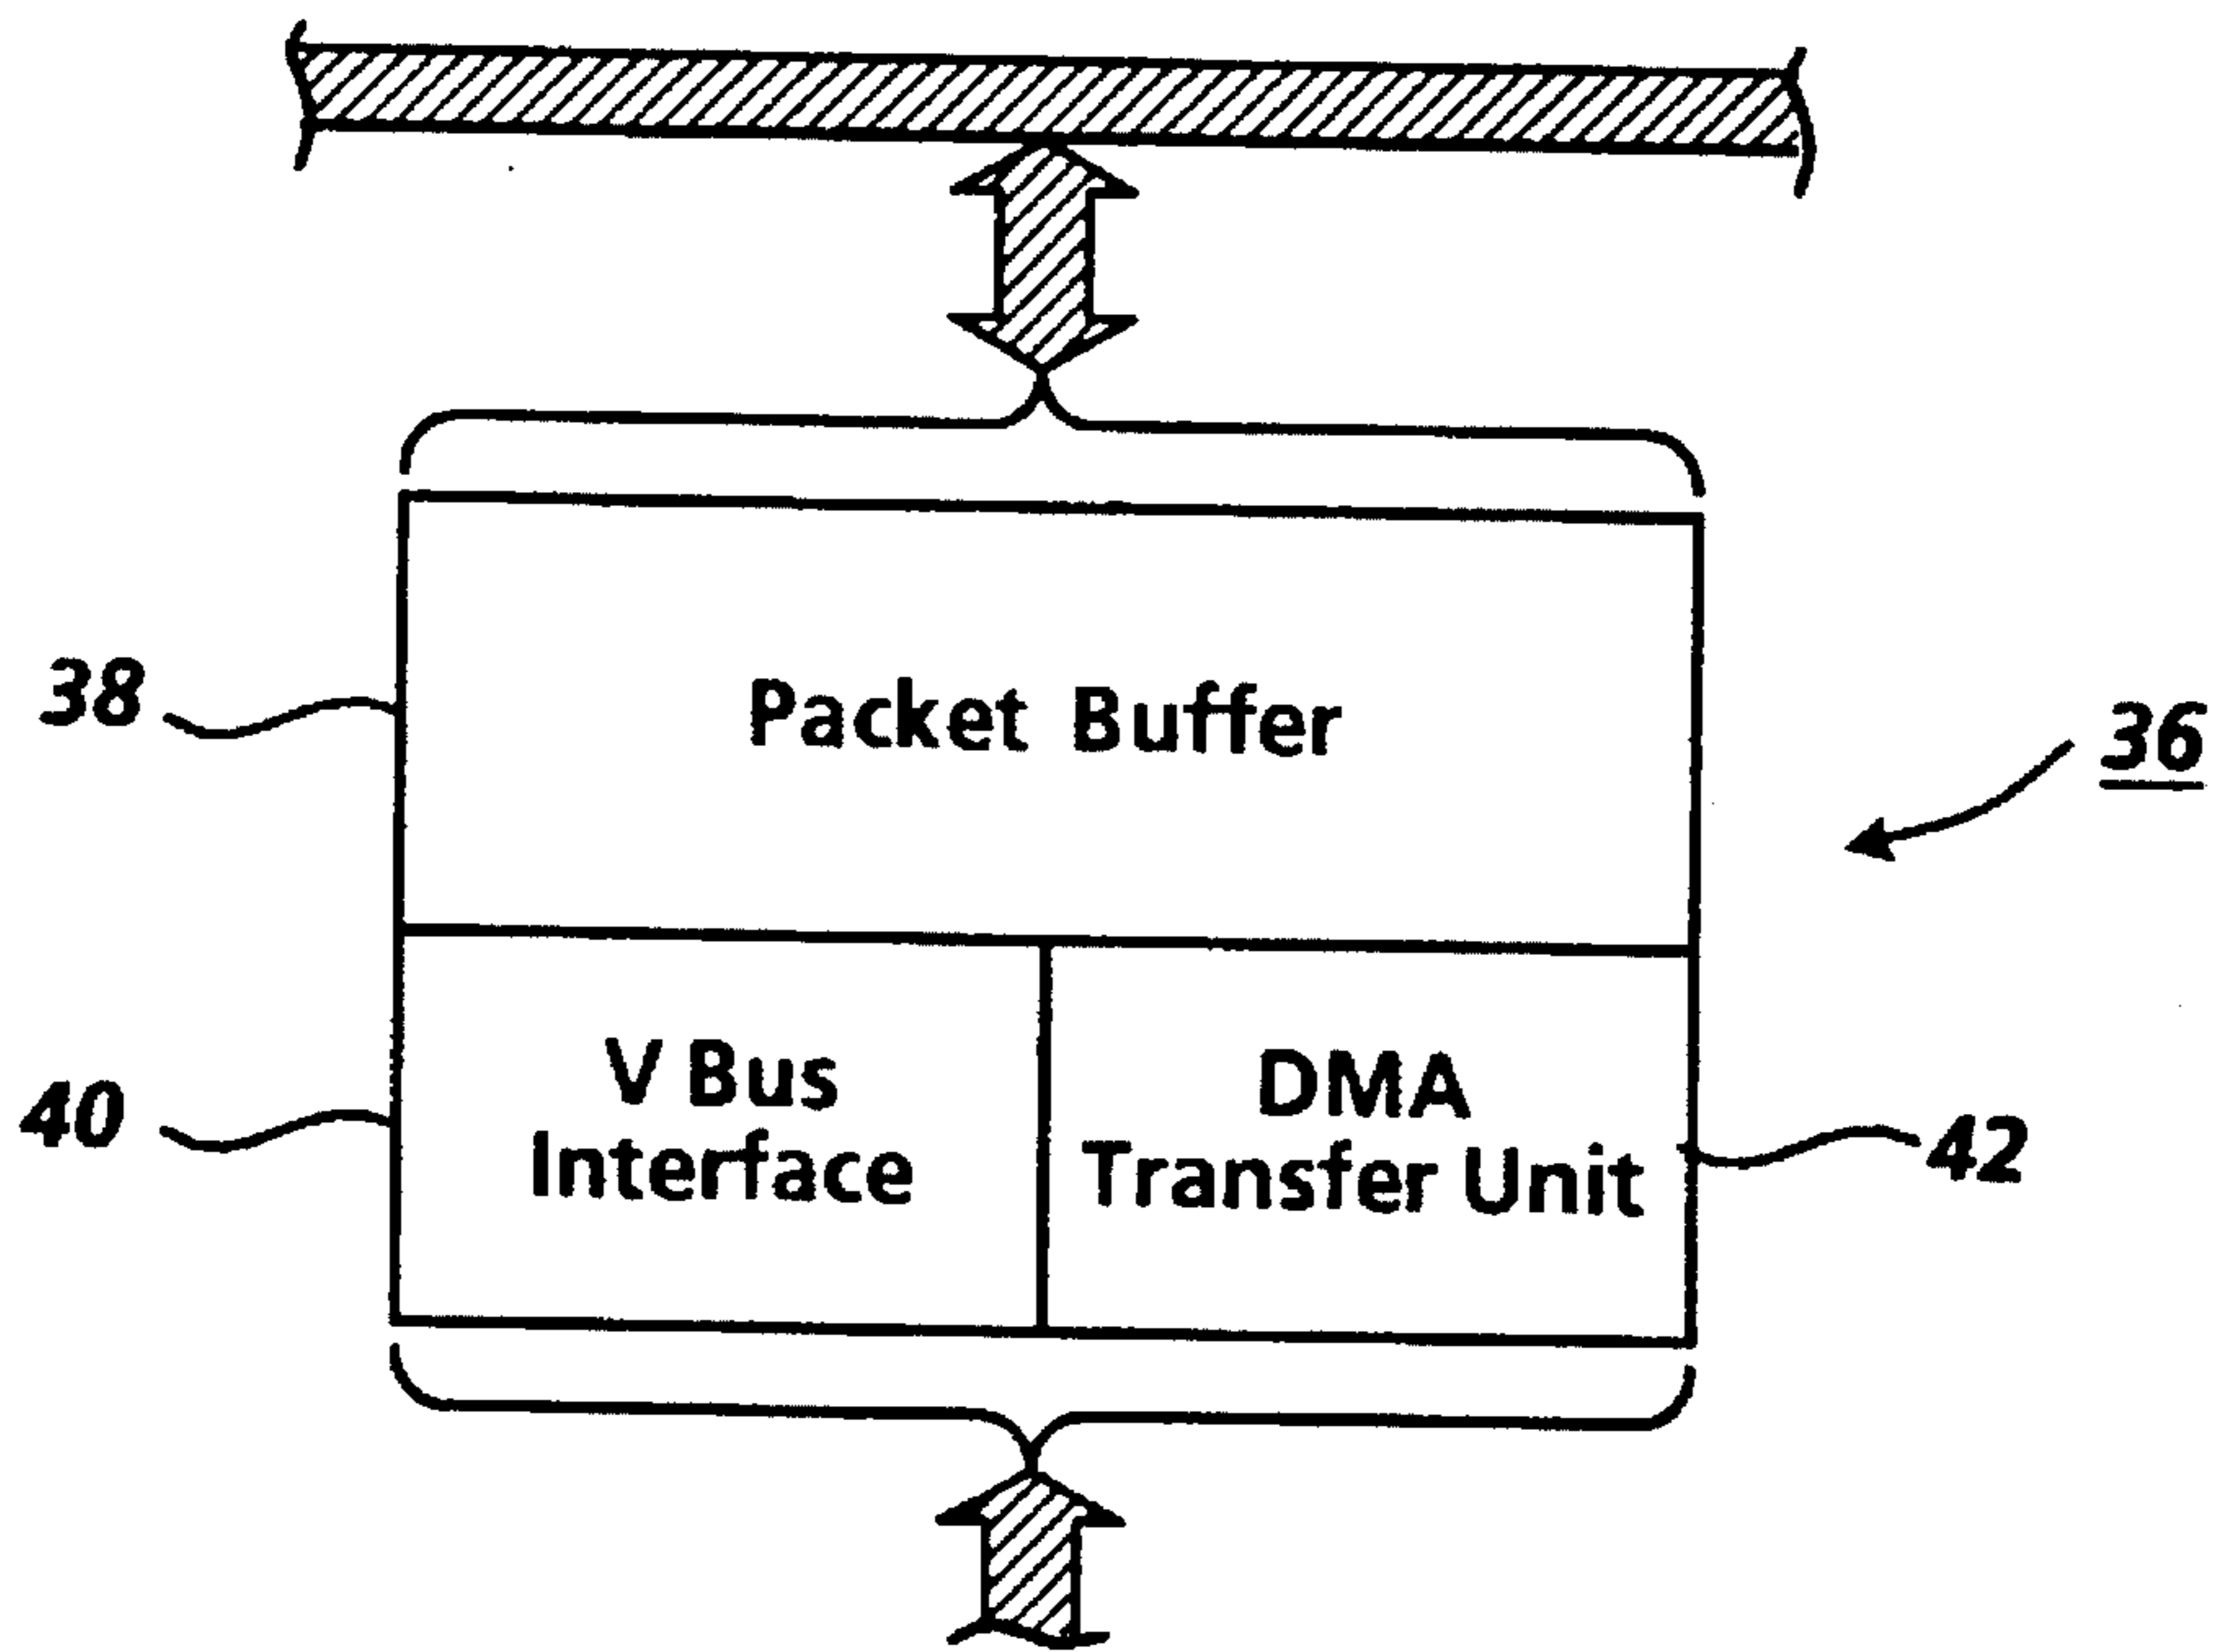 38
Packet Buffer
36
40
V Bus
Interface
DMA
Transfer Unit
42